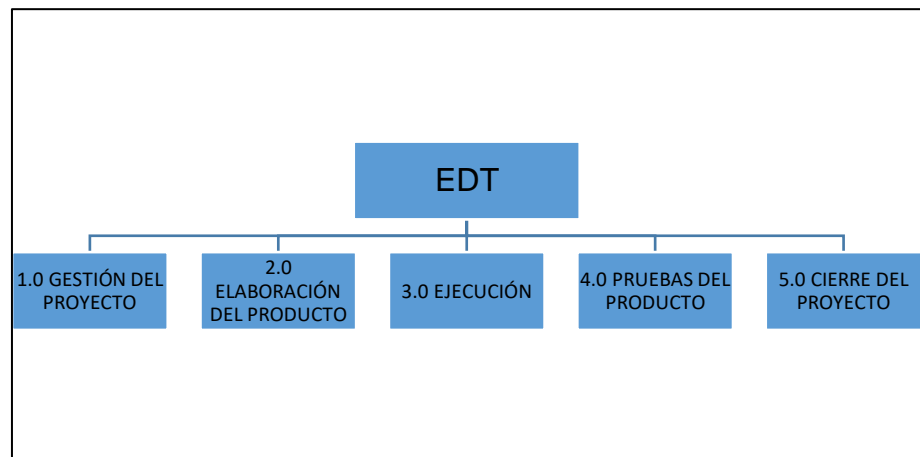 EDT
1.0 GESTIÓN DEL
PROYECTO
2.0
ELABORACIÓN
DEL PRODUCTO
3.0 EJECUCIÓN
4.0 PRUEBAS DEL
PRODUCTO
5.0 CIERRE DEL
PROYECTO